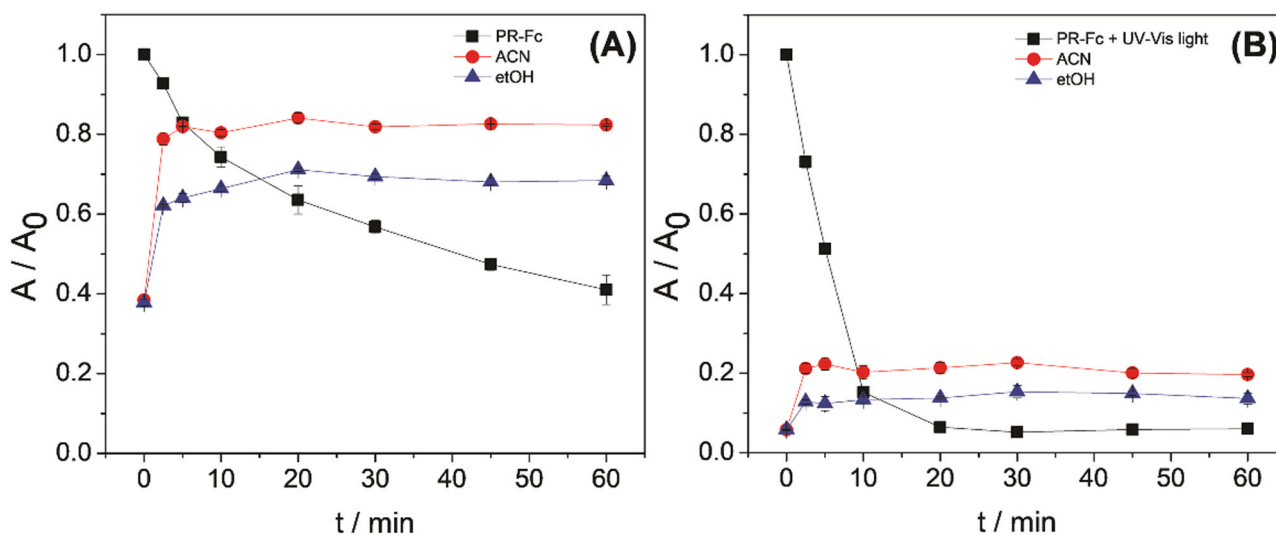 (A)
PR-Fc
ACN
etOH
1.0
0.8
0.6
0.4
0.2
0.0
A / A0
0 10 20 30 40 50 60
t / min
(B)
PR-Fc + UV-Vis light
ACN
etOH
1.0
0.8
0.6
0.4
0.2
0.0
A / A0
0 10 20 30 40 50 60
t / min